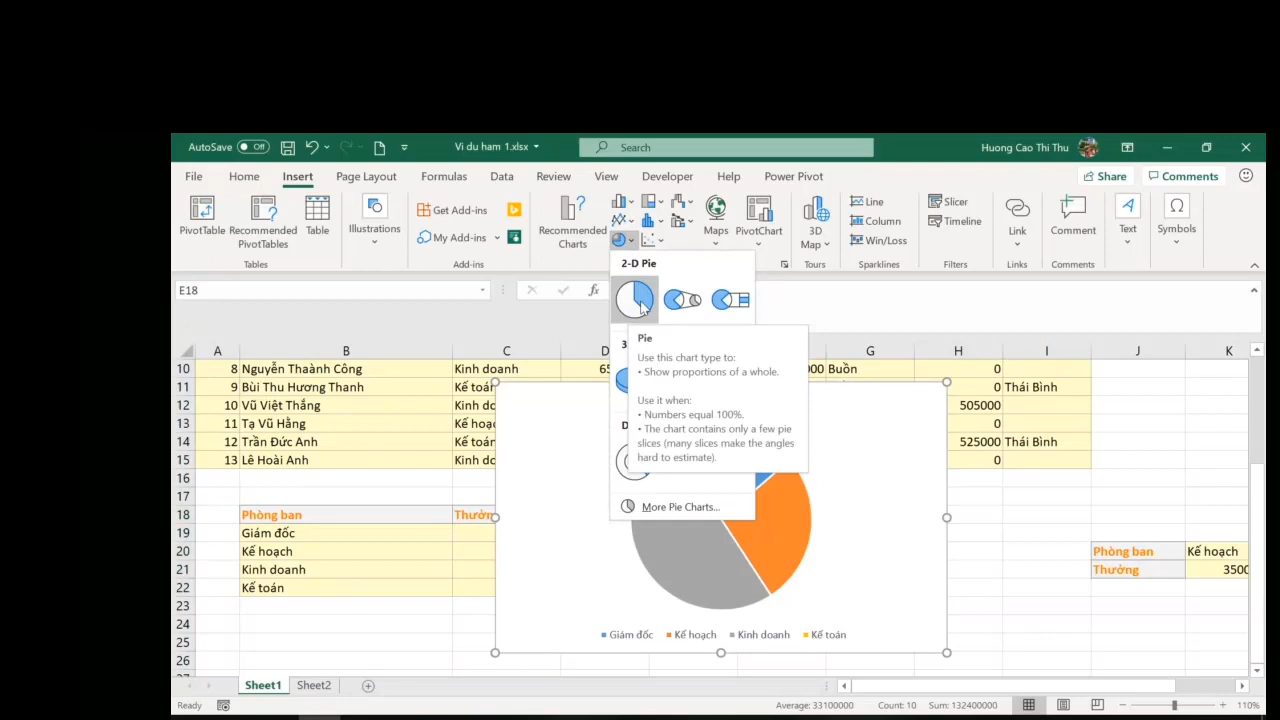 AutoSave Off Vi du ham 1.xlsx Search Huong Cao Thi Thu
File Home Insert Page Layout Formulas Data Review View Developer Help Power Pivot Share Comments
PivotTable Recommended PivotTables Table Illustrations Get Add-ins My Add-ins Recommended Charts Maps PivotChart 3D Map Line Column Win/Loss Slicer Timeline Link Comment Text Symbols
Tables Add-ins Tours Sparklines Filters Links Comments
2-D Pie
E18 fx
Pie
Use this chart type to:
• Show proportions of a whole.
Use it when:
• Numbers equal 100%.
• The chart contains only a few pie
slices (many slices make the angles
hard to estimate).
More Pie Charts...
A B C D G H I J K
10 8 Nguyễn Thaành Công Kinh doanh Buồn 0
11 9 Bùi Thu Hương Thanh 0 Thái Bình
12 10 Vũ Việt Thắng 505000
13 11 Tạ Vũ Hằng 0
14 12 Trần Đức Anh 525000 Thái Bình
15 13 Lê Hoài Anh 0
16
17
18 Phòng ban
19 Giám đốc
20 Kế hoạch Phòng ban Kế hoạch
21 Kinh doanh Thưởng
22 Kế toán
23
24
25
26
Giám đốc Kế hoạch Kinh doanh Kế toán
Sheet1 Sheet2
Ready Average: 33100000 Count: 10 Sum: 132400000 110%